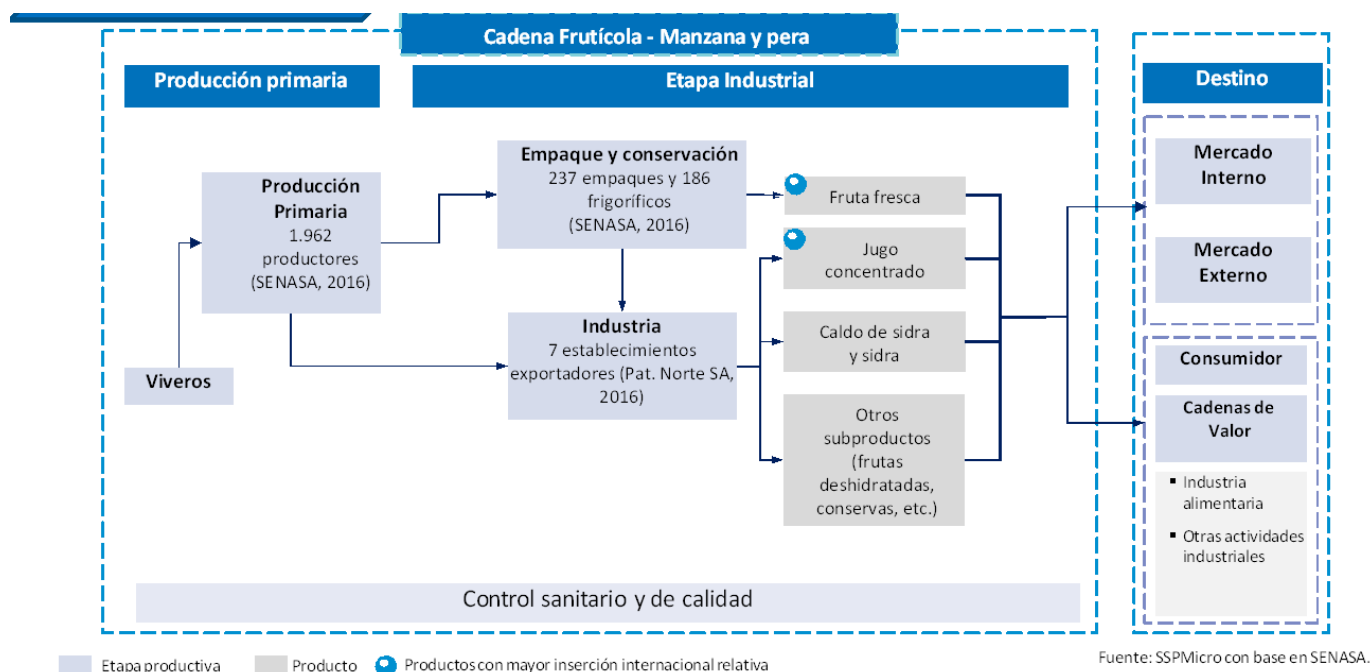 Cadena Frutícola - Manzana y pera
Producción primaria
Etapa Industrial
Destino
Viveros
Producción
Primaria
1.962
productores
(SENASA, 2016)
Empaque y conservación
237 empaques y 186
frigoríficos
(SENASA, 2016)
Industria
7 establecimientos
exportadores (Pat. Norte SA,
2016)
Fruta fresca
Jugo
concentrado
Caldo de sidra
y sidra
Otros
subproductos
(frutas
deshidratadas,
conservas, etc.)
Mercado
Interno
Mercado
Externo
Consumidor
Cadenas de
Valor
▪ Industria
alimentaria
▪ Otras actividades
industriales
Control sanitario y de calidad
Etapa productiva
Producto
Productos con mayor inserción internacional relativa
Fuente: SSPMicro con base en SENASA.